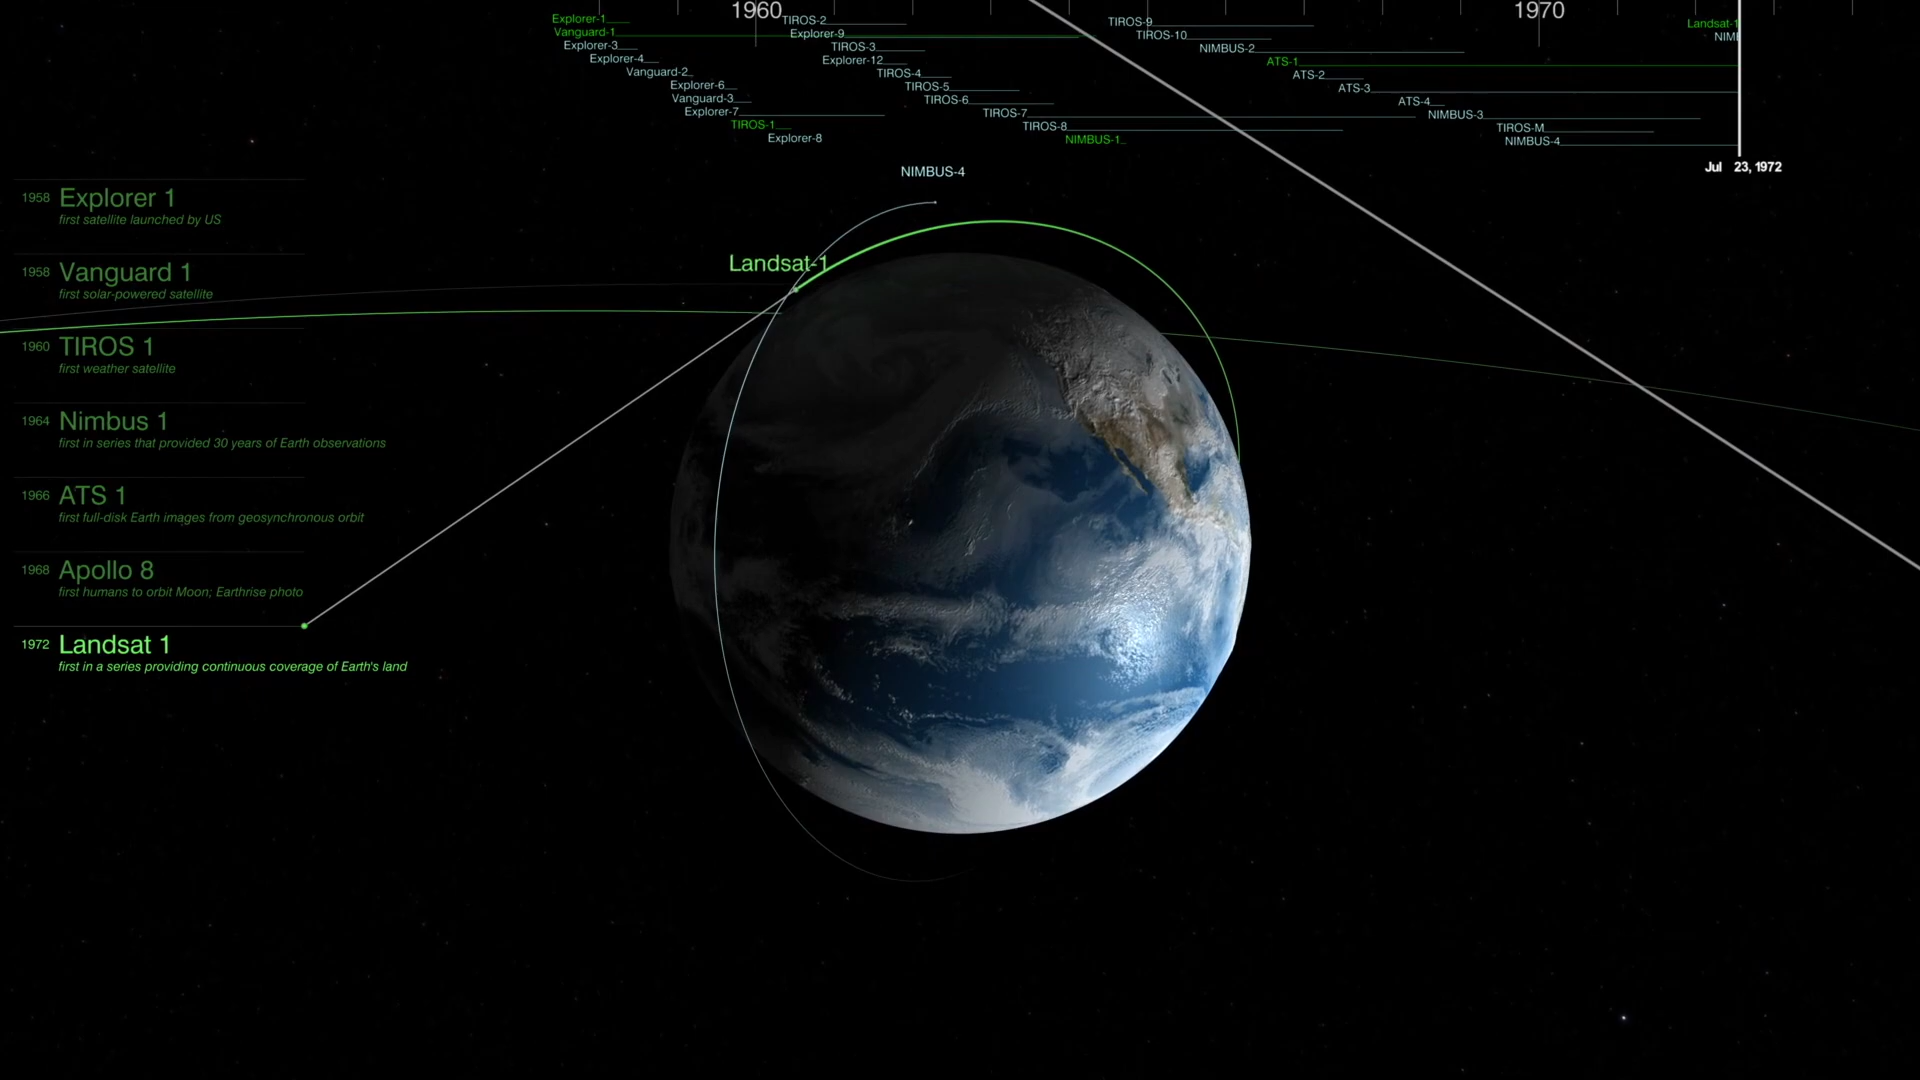 1960
1970
Explorer-1
TIROS-2
TIROS-9
Landsat-1
Vanguard-1
Explorer-9
TIROS-10
NIM
Explorer-3
TIROS-3
NIMBUS-2
Explorer-4
Explorer-12
ATS-1
Vanguard-2
TIROS-4
ATS-2
Explorer-6
TIROS-5
ATS-3
Vanguard-3
TIROS-6
ATS-4
Explorer-7
TIROS-7
NIMBUS-3
TIROS-1
TIROS-8
TIROS-M
Explorer-8
NIMBUS-1
NIMBUS-4
Jul 23, 1972
NIMBUS-4
Landsat-1
1958 Explorer 1
first satellite launched by US
1958 Vanguard 1
first solar-powered satellite
1960 TIROS 1
first weather satellite
1964 Nimbus 1
first in series that provided 30 years of Earth observations
1966 ATS 1
first full-disk Earth images from geosynchronous orbit
1968 Apollo 8
first humans to orbit Moon; Earthrise photo
1972 Landsat 1
first in a series providing continuous coverage of Earth's land